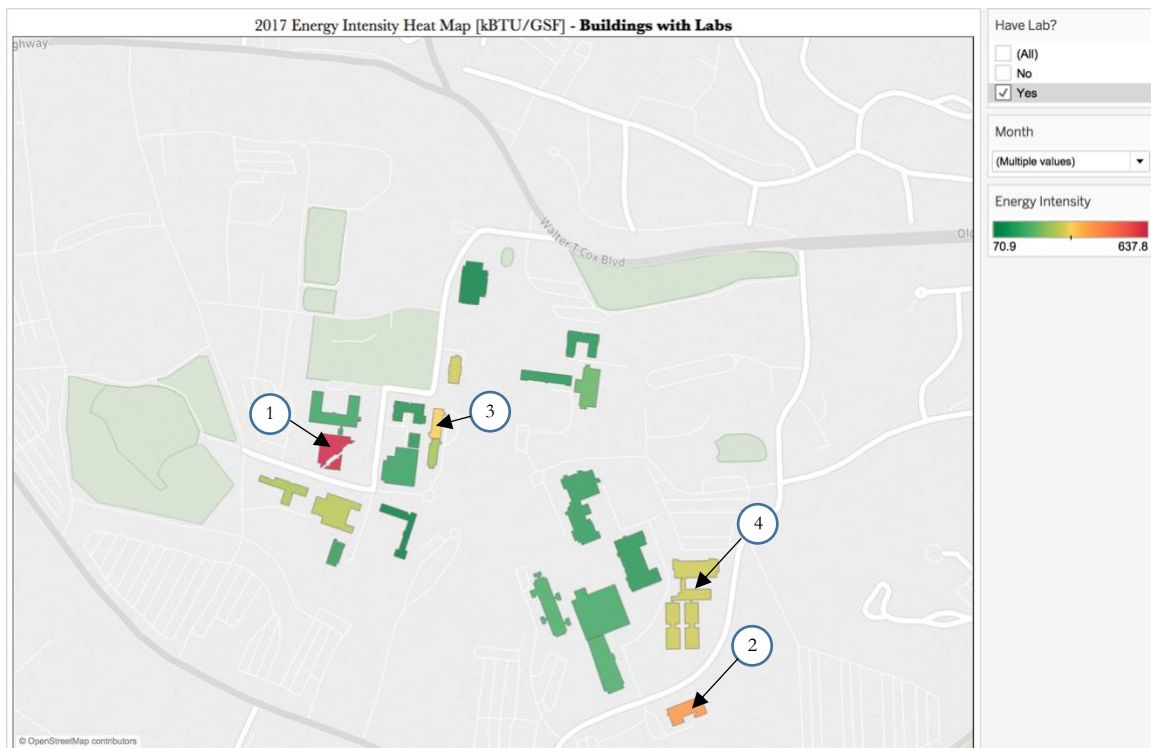 2017 Energy Intensity Heat Map [kBTU/GSF] - Buildings with Labs
ghway
Walter T Cox Blvd
Old
1
3
4
2
© OpenStreetMap contributors
Have Lab?
(All)
No
Yes
Month
(Multiple values)
Energy Intensity
70.9 637.8